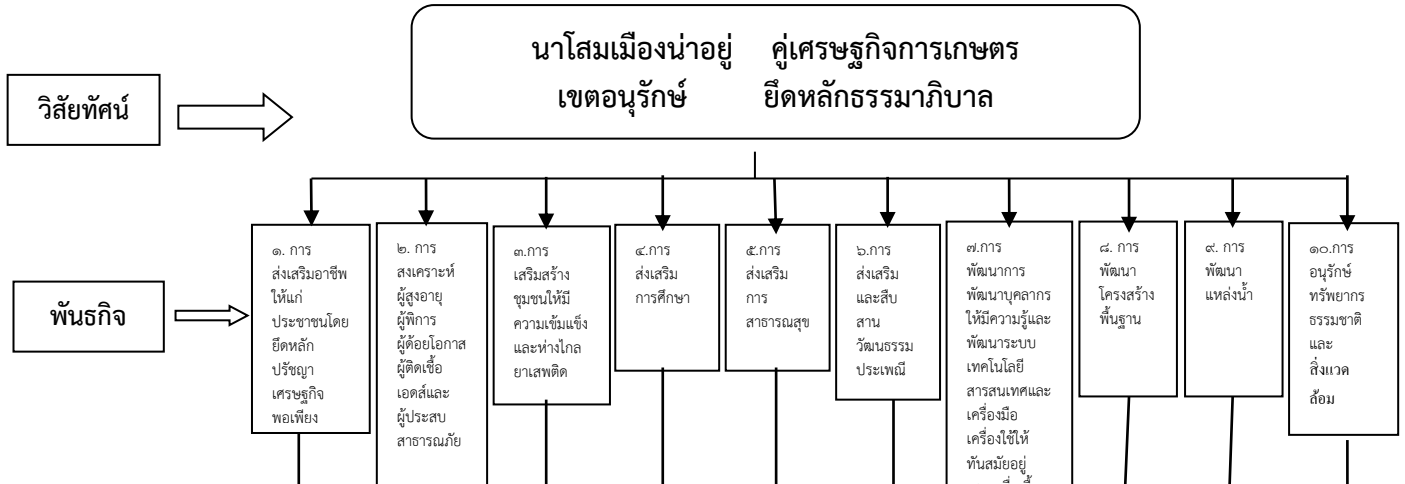 นาโสมเมืองน่าอยู่ คู่เศรษฐกิจการเกษตร
เขตอนุรักษ์ ยึดหลักธรรมาภิบาล
วิสัยทัศน์
พันธกิจ
๑. การ
ส่งเสริมอาชีพ
ให้แก่
ประชาชนโดย
ยึดหลัก
ปรัชญา
เศรษฐกิจ
พอเพียง
๒. การ
สงเคราะห์
ผู้สูงอายุ
ผู้พิการ
ผู้ด้อยโอกาส
ผู้ติดเชื้อ
เอดส์และ
ผู้ประสบ
สาธารณภัย
๓.การ
เสริมสร้าง
ชุมชนให้มี
ความเข้มแข็ง
และห่างไกล
ยาเสพติด
๔.การ
ส่งเสริม
การศึกษา
๕.การ
ส่งเสริม
การ
สาธารณสุข
๖.การ
ส่งเสริม
และสืบ
สาน
วัฒนธรรม
ประเพณี
๗.การ
พัฒนาการ
พัฒนาบุคลากร
ให้มีความรู้และ
พัฒนาระบบ
เทคโนโลยี
สารสนเทศและ
เครื่องมือ
เครื่องใช้ให้
ทันสมัยอยู่
๘. การ
พัฒนา
โครงสร้าง
พื้นฐาน
๙. การ
พัฒนา
แหล่งน้ำ
๑๐.การ
อนุรักษ์
ทรัพยากร
ธรรมชาติ
และ
สิ่งแวด
ล้อม